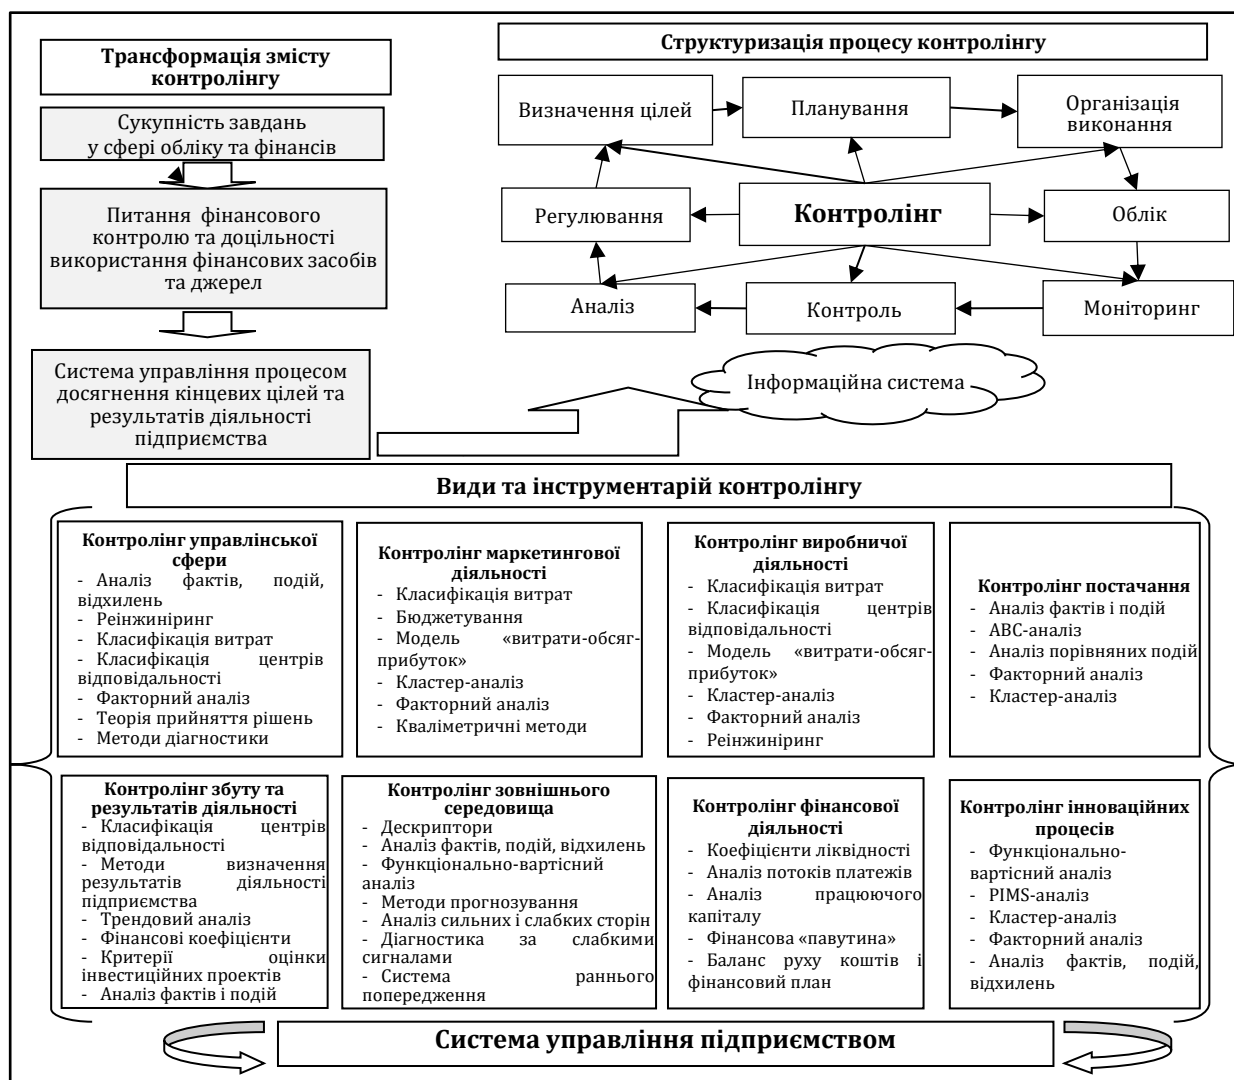 Трансформація змісту
контролінгу
Сукупність завдань
у сфері обліку та фінансів
Питання фінансового
контролю та доцільності
використання фінансових засобів
та джерел
Система управління процесом
досягнення кінцевих цілей та
результатів діяльності
підприємства
Структуризація процесу контролінгу
Визначення цілей
Планування
Організація
виконання
Регулювання
Контролінг
Облік
Аналіз
Контроль
Моніторинг
Інформаційна система
Види та інструментарій контролінгу
Контролінг управлінської
сфери
- Аналіз фактів, подій,
відхилень
- Реінжиніринг
- Класифікація витрат
- Класифікація центрів
відповідальності
- Факторний аналіз
- Теорія прийняття рішень
- Методи діагностики
Контролінг маркетингової
діяльності
- Класифікація витрат
- Бюджетування
- Модель «витрати-обсяг-
прибуток»
- Кластер-аналіз
- Факторний аналіз
- Кваліметричні методи
Контролінг виробничої
діяльності
- Класифікація витрат
- Класифікація центрів
відповідальності
- Модель «витрати-обсяг-
прибуток»
- Кластер-аналіз
- Факторний аналіз
- Реінжиніринг
Контролінг постачання
- Аналіз фактів і подій
- АВС-аналіз
- Аналіз порівняних подій
- Факторний аналіз
- Кластер-аналіз
Контролінг збуту та
результатів діяльності
- Класифікація центрів
відповідальності
- Методи визначення
результатів діяльності
підприємства
- Трендовий аналіз
- Фінансові коефіцієнти
- Критерії оцінки
інвестиційних проектів
- Аналіз фактів і подій
Контролінг зовнішнього
середовища
- Дескриптори
- Аналіз фактів, подій, відхилень
- Функціонально-вартісний
аналіз
- Методи прогнозування
- Аналіз сильних і слабких сторін
- Діагностика за слабкими
сигналами
- Система раннього
попередження
Контролінг фінансової
діяльності
- Коефіцієнти ліквідності
- Аналіз потоків платежів
- Аналіз працюючого
капіталу
- Фінансова «павутина»
- Баланс руху коштів і
фінансовий план
Контролінг інноваційних
процесів
- Функціонально-
вартісний аналіз
- PIMS-аналіз
- Кластер-аналіз
- Факторний аналіз
- Аналіз фактів, подій,
відхилень
Система управління підприємством